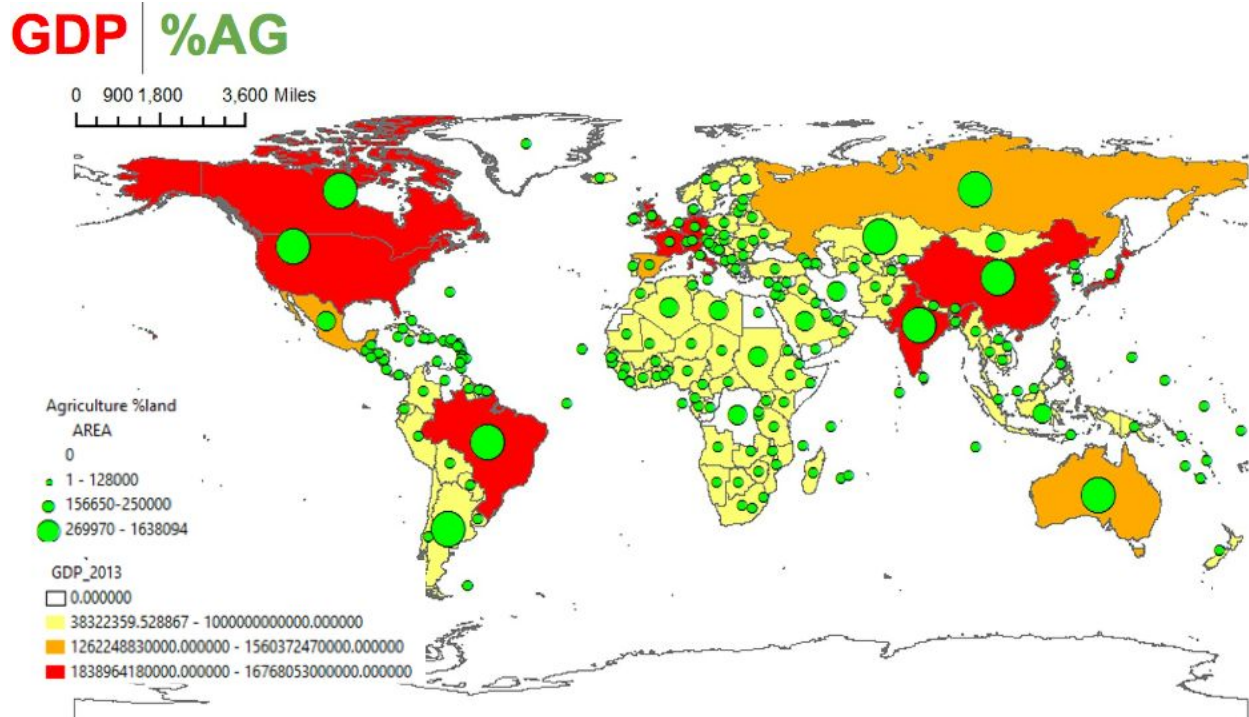 GDP | %AG
0 900 1,800 3,600 Miles
Agriculture %land
AREA
0
1 - 128000
156650-250000
269970 - 1638094
GDP_2013
0.000000
38322359.528867 - 1000000000000.000000
1262248830000.000000 - 1560372470000.000000
1838964180000.000000 - 16768053000000.000000